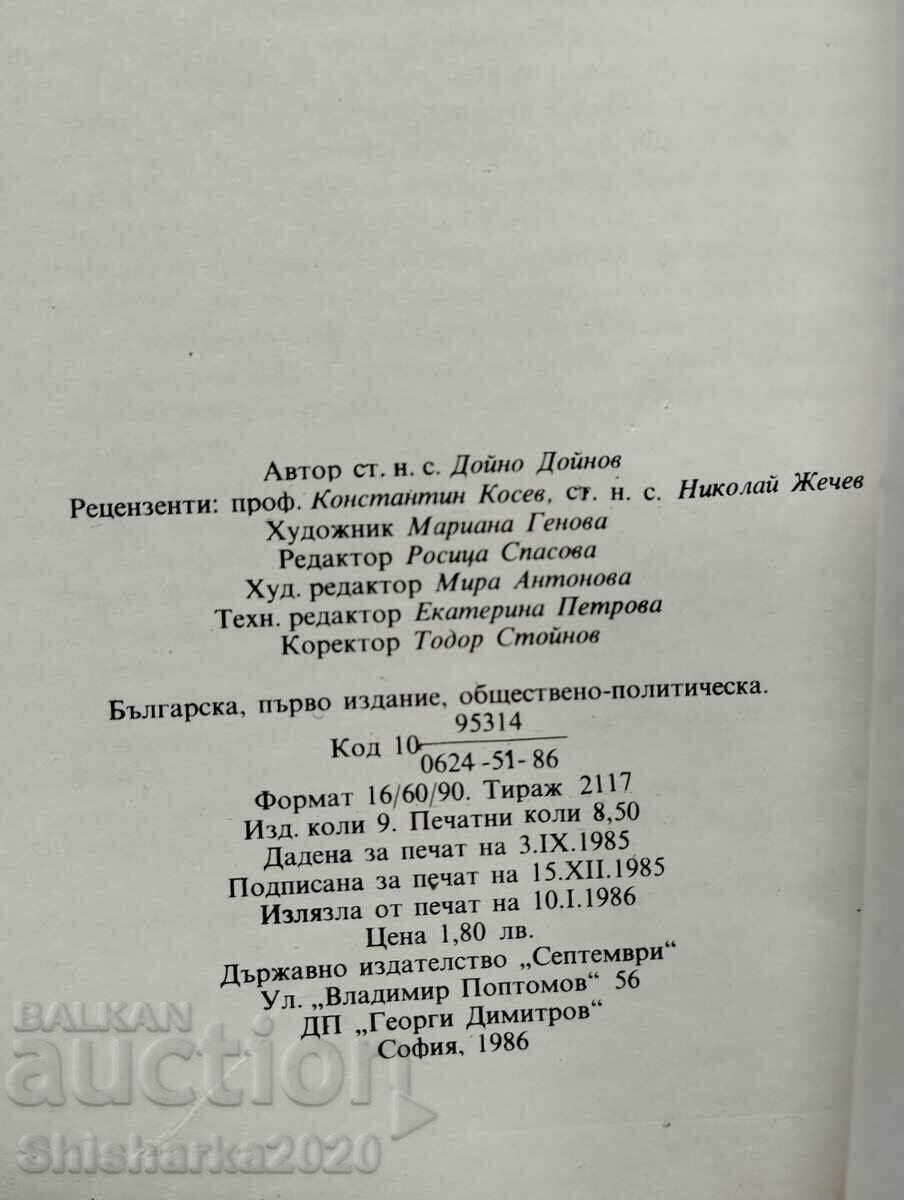 Автор ст. н. с. Дойно Дойнов
Рецензенти: проф. Константин Косев, ст. н. с. Николай Жечев
Художник Мариана Генова
Редактор Росица Спасова
Худ. редактор Мира Антонова
Техн. редактор Екатерина Петрова
Коректор Тодор Стойнов
Българска, първо издание, обществено-политическа.
95314
Код 10
0624-51-86
Формат 16/60/90. Тираж 2117
Изд. коли 9. Печатни коли 8,50
Дадена за печат на 3.IX.1985
Подписана за печат на 15.XII.1985
Излязла от печат на 10.I.1986
Цена 1,80 лв.
Държавно издателство „Септември“
Ул. „Владимир Поптомов“ 56
ДП „Георги Димитров“
София, 1986
BALKAN
auction
Shisharka2020